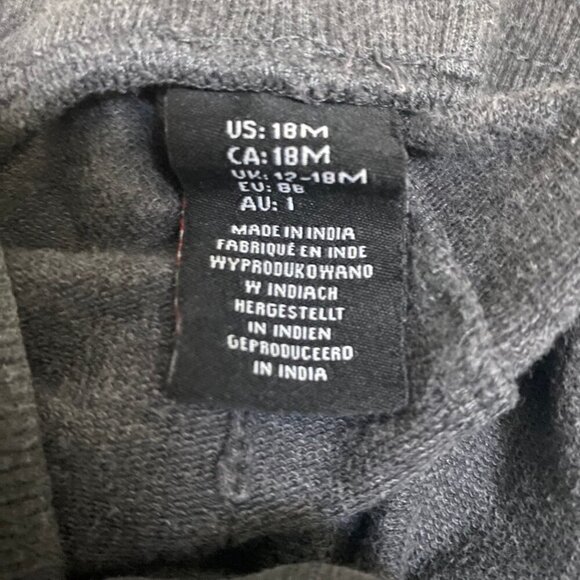 US: 18M
CA: 18M
UK: 12-18M
EU: 86
AU: 1
MADE IN INDIA
FABRIQUÉ EN INDE
WYPRODUKOWANO
W INDIACH
HERGESTELLT
IN INDIEN
GEPRODUCEERD
IN INDIA